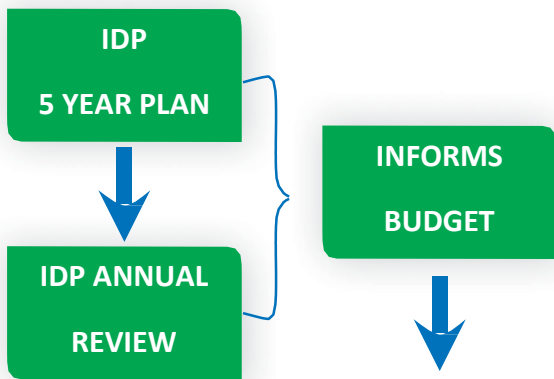 IDP
5 YEAR PLAN
INFORMS
BUDGET
IDP ANNUAL
REVIEW